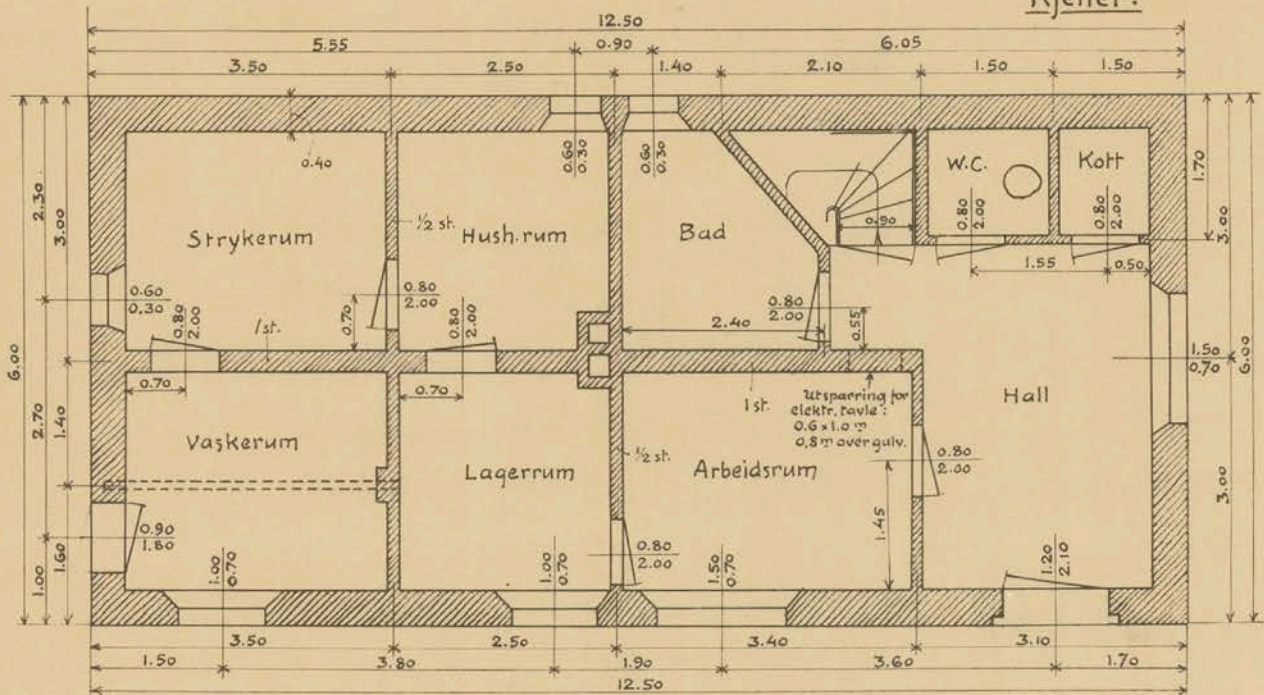 Kjeller:
12.50
5.55 0.90 6.05
3.50 2.50 1.40 2.10 1.50 1.50
0.40
0.60
0.30
0.60
0.30
W.C.
Kott
1.70
3.00
6.00
2.30
3.00
6.00
½ st.
Strykerum
Hush.rum
Bad
0.90
0.80
2.00
0.80
2.00
1.55
0.50
0.60
0.30
0.80
2.00
0.70
0.80
2.00
0.80
2.00
0.80
2.00
2.40
0.55
1 st.
0.70
0.70
1 st.
Utsparring for
elektr. tavle:
0.6 x 1.0 m
0,8 m over gulv.
Hall
1.50
0.70
2.70
1.40
Vaskerum
Lagerrum
½ st.
Arbeidsrum
0.80
2.00
1.45
3.00
0.90
1.80
0.80
2.00
1.00
1.60
1.00
0.70
1.00
0.70
1.50
0.70
1.20
2.10
3.50 2.50 3.40 3.10
1.50 3.80 1.90 3.60 1.70
12.50